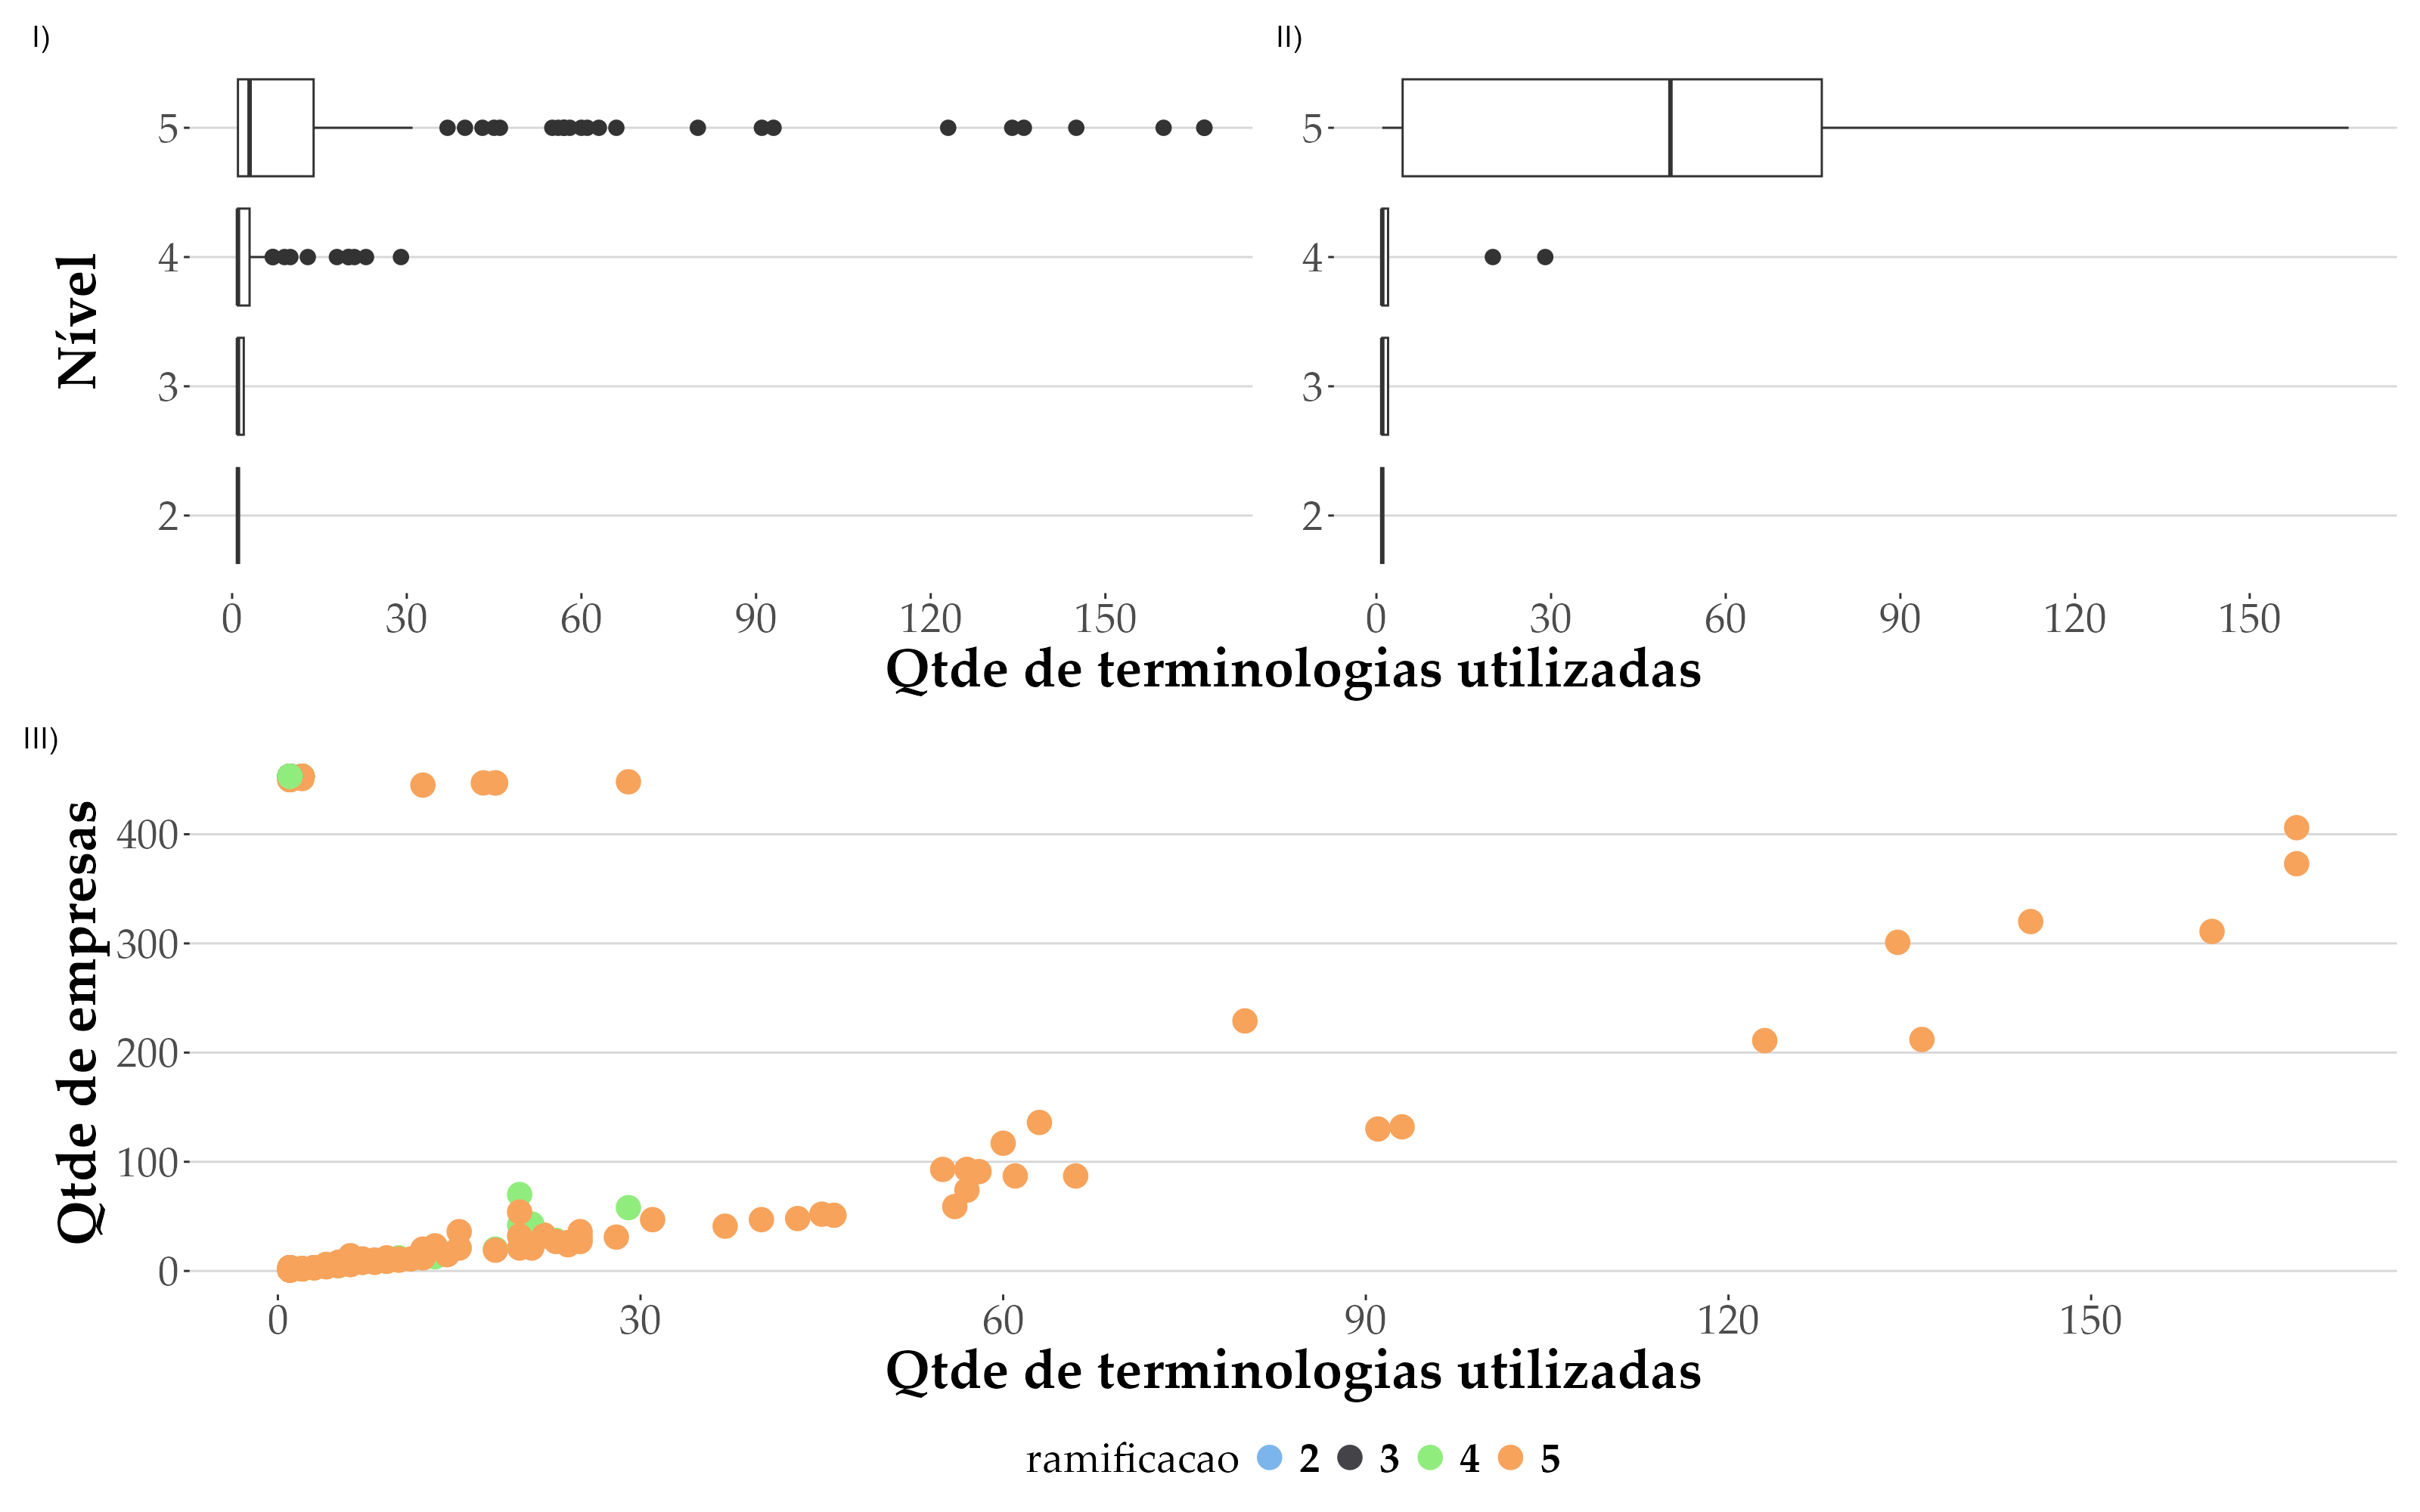 I)
II)
Nível
5
4
3
2
5
4
3
2
0 30 60 90 120 150
0 30 60 90 120 150
Qtde de terminologias utilizadas
III)
Qtde de empresas
400
300
200
100
0
0 30 60 90 120 150
Qtde de terminologias utilizadas
ramificacao 2 3 4 5